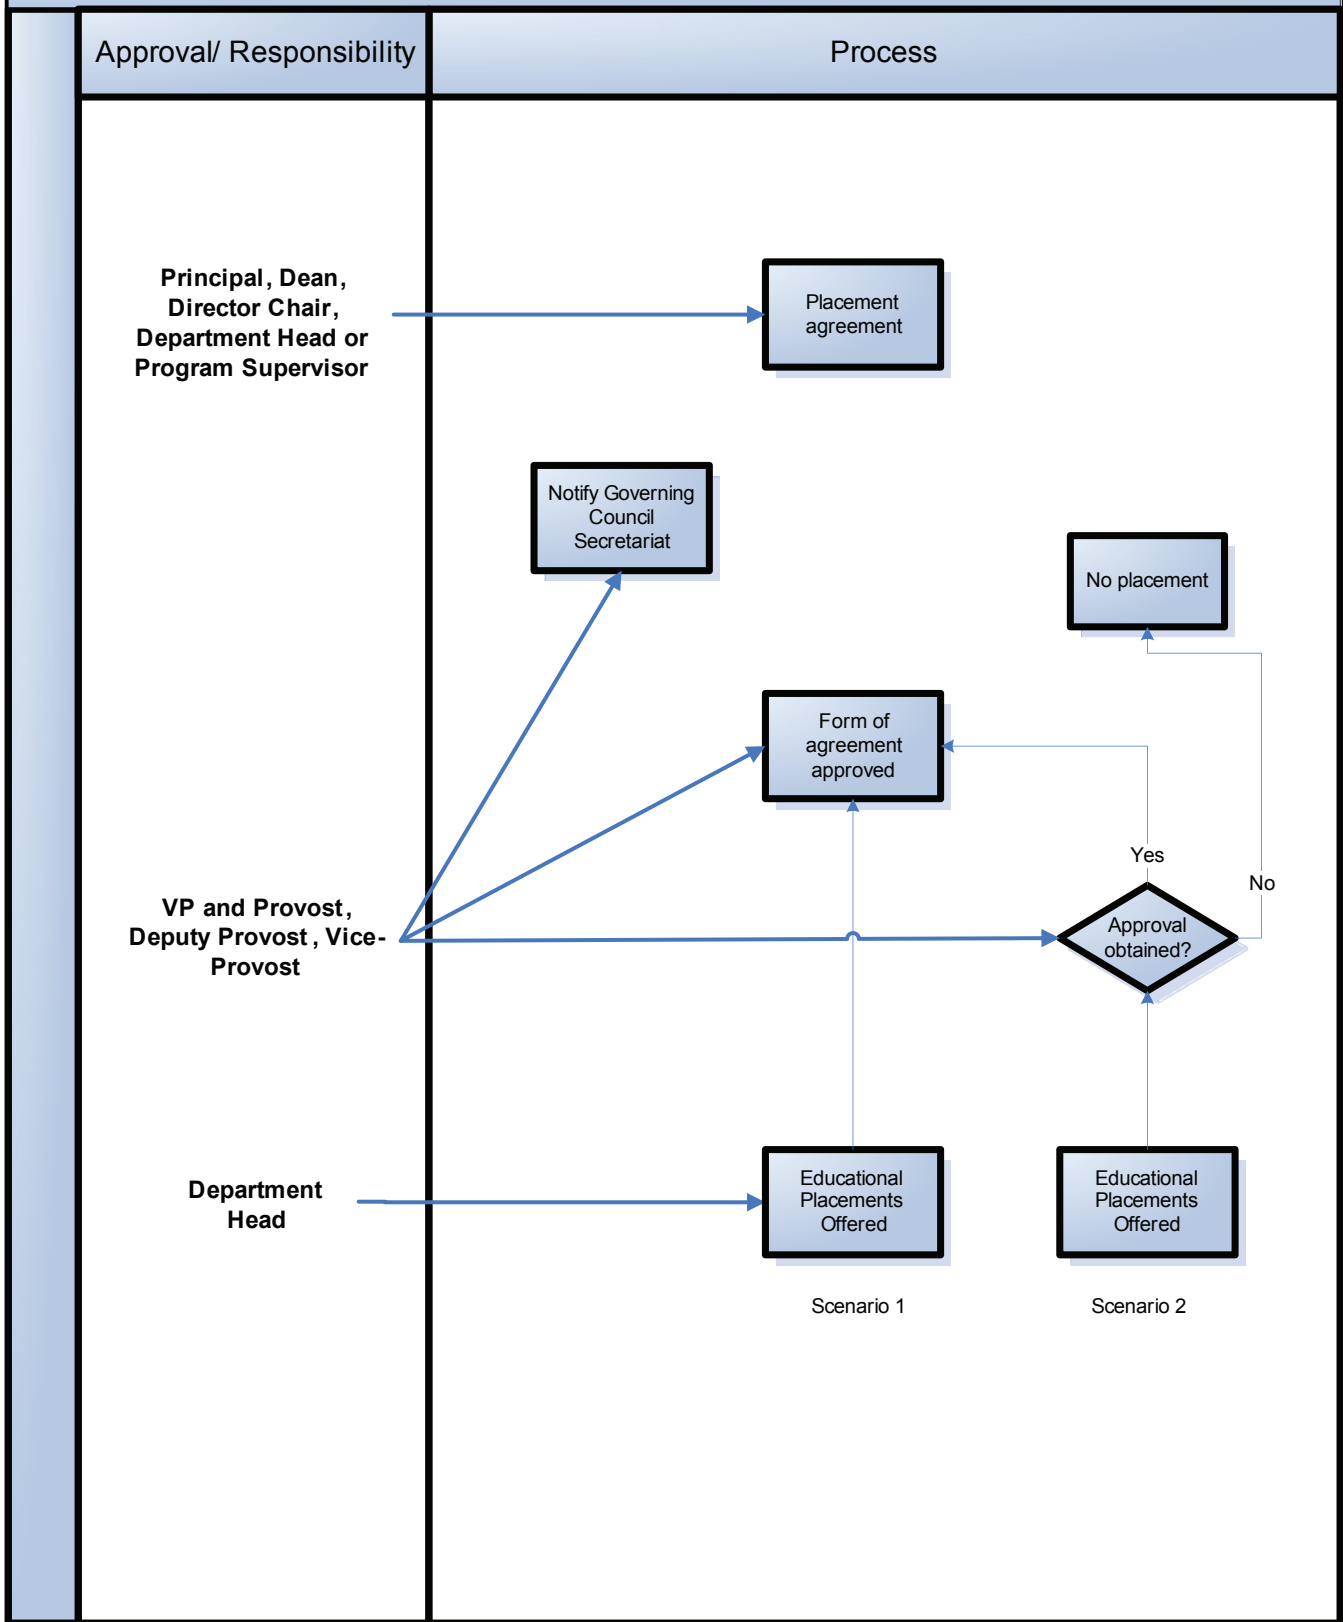 Approval/ Responsibility
Process
Principal, Dean,
Director Chair,
Department Head or
Program Supervisor
Placement
agreement
Notify Governing
Council
Secretariat
No placement
Form of
agreement
approved
Yes
No
VP and Provost,
Deputy Provost, Vice-
Provost
Approval
obtained?
Department
Head
Educational
Placements
Offered
Educational
Placements
Offered
Scenario 1
Scenario 2